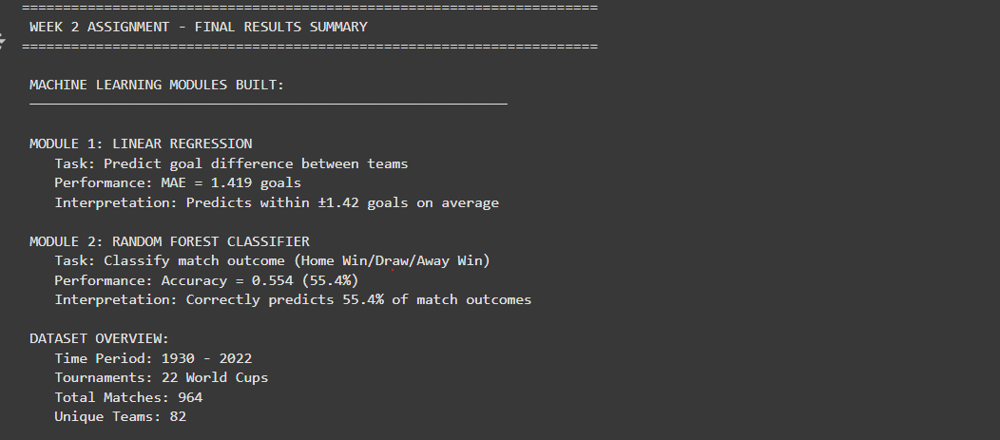 ======================================================================
WEEK 2 ASSIGNMENT - FINAL RESULTS SUMMARY
======================================================================
MACHINE LEARNING MODULES BUILT:
──────────────────────────────────────────────────────────
MODULE 1: LINEAR REGRESSION
Task: Predict goal difference between teams
Performance: MAE = 1.419 goals
Interpretation: Predicts within ±1.42 goals on average
MODULE 2: RANDOM FOREST CLASSIFIER
Task: Classify match outcome (Home Win/Draw/Away Win)
Performance: Accuracy = 0.554 (55.4%)
Interpretation: Correctly predicts 55.4% of match outcomes
DATASET OVERVIEW:
Time Period: 1930 - 2022
Tournaments: 22 World Cups
Total Matches: 964
Unique Teams: 82